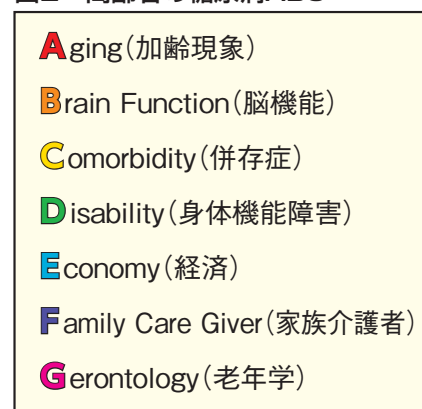 Aging(加齢現象)
Brain Function(脳機能)
Comorbidity(併存症)
Disability(身体機能障害)
Economy(経済)
Family Care Giver(家族介護者)
Gerontology(老年学)